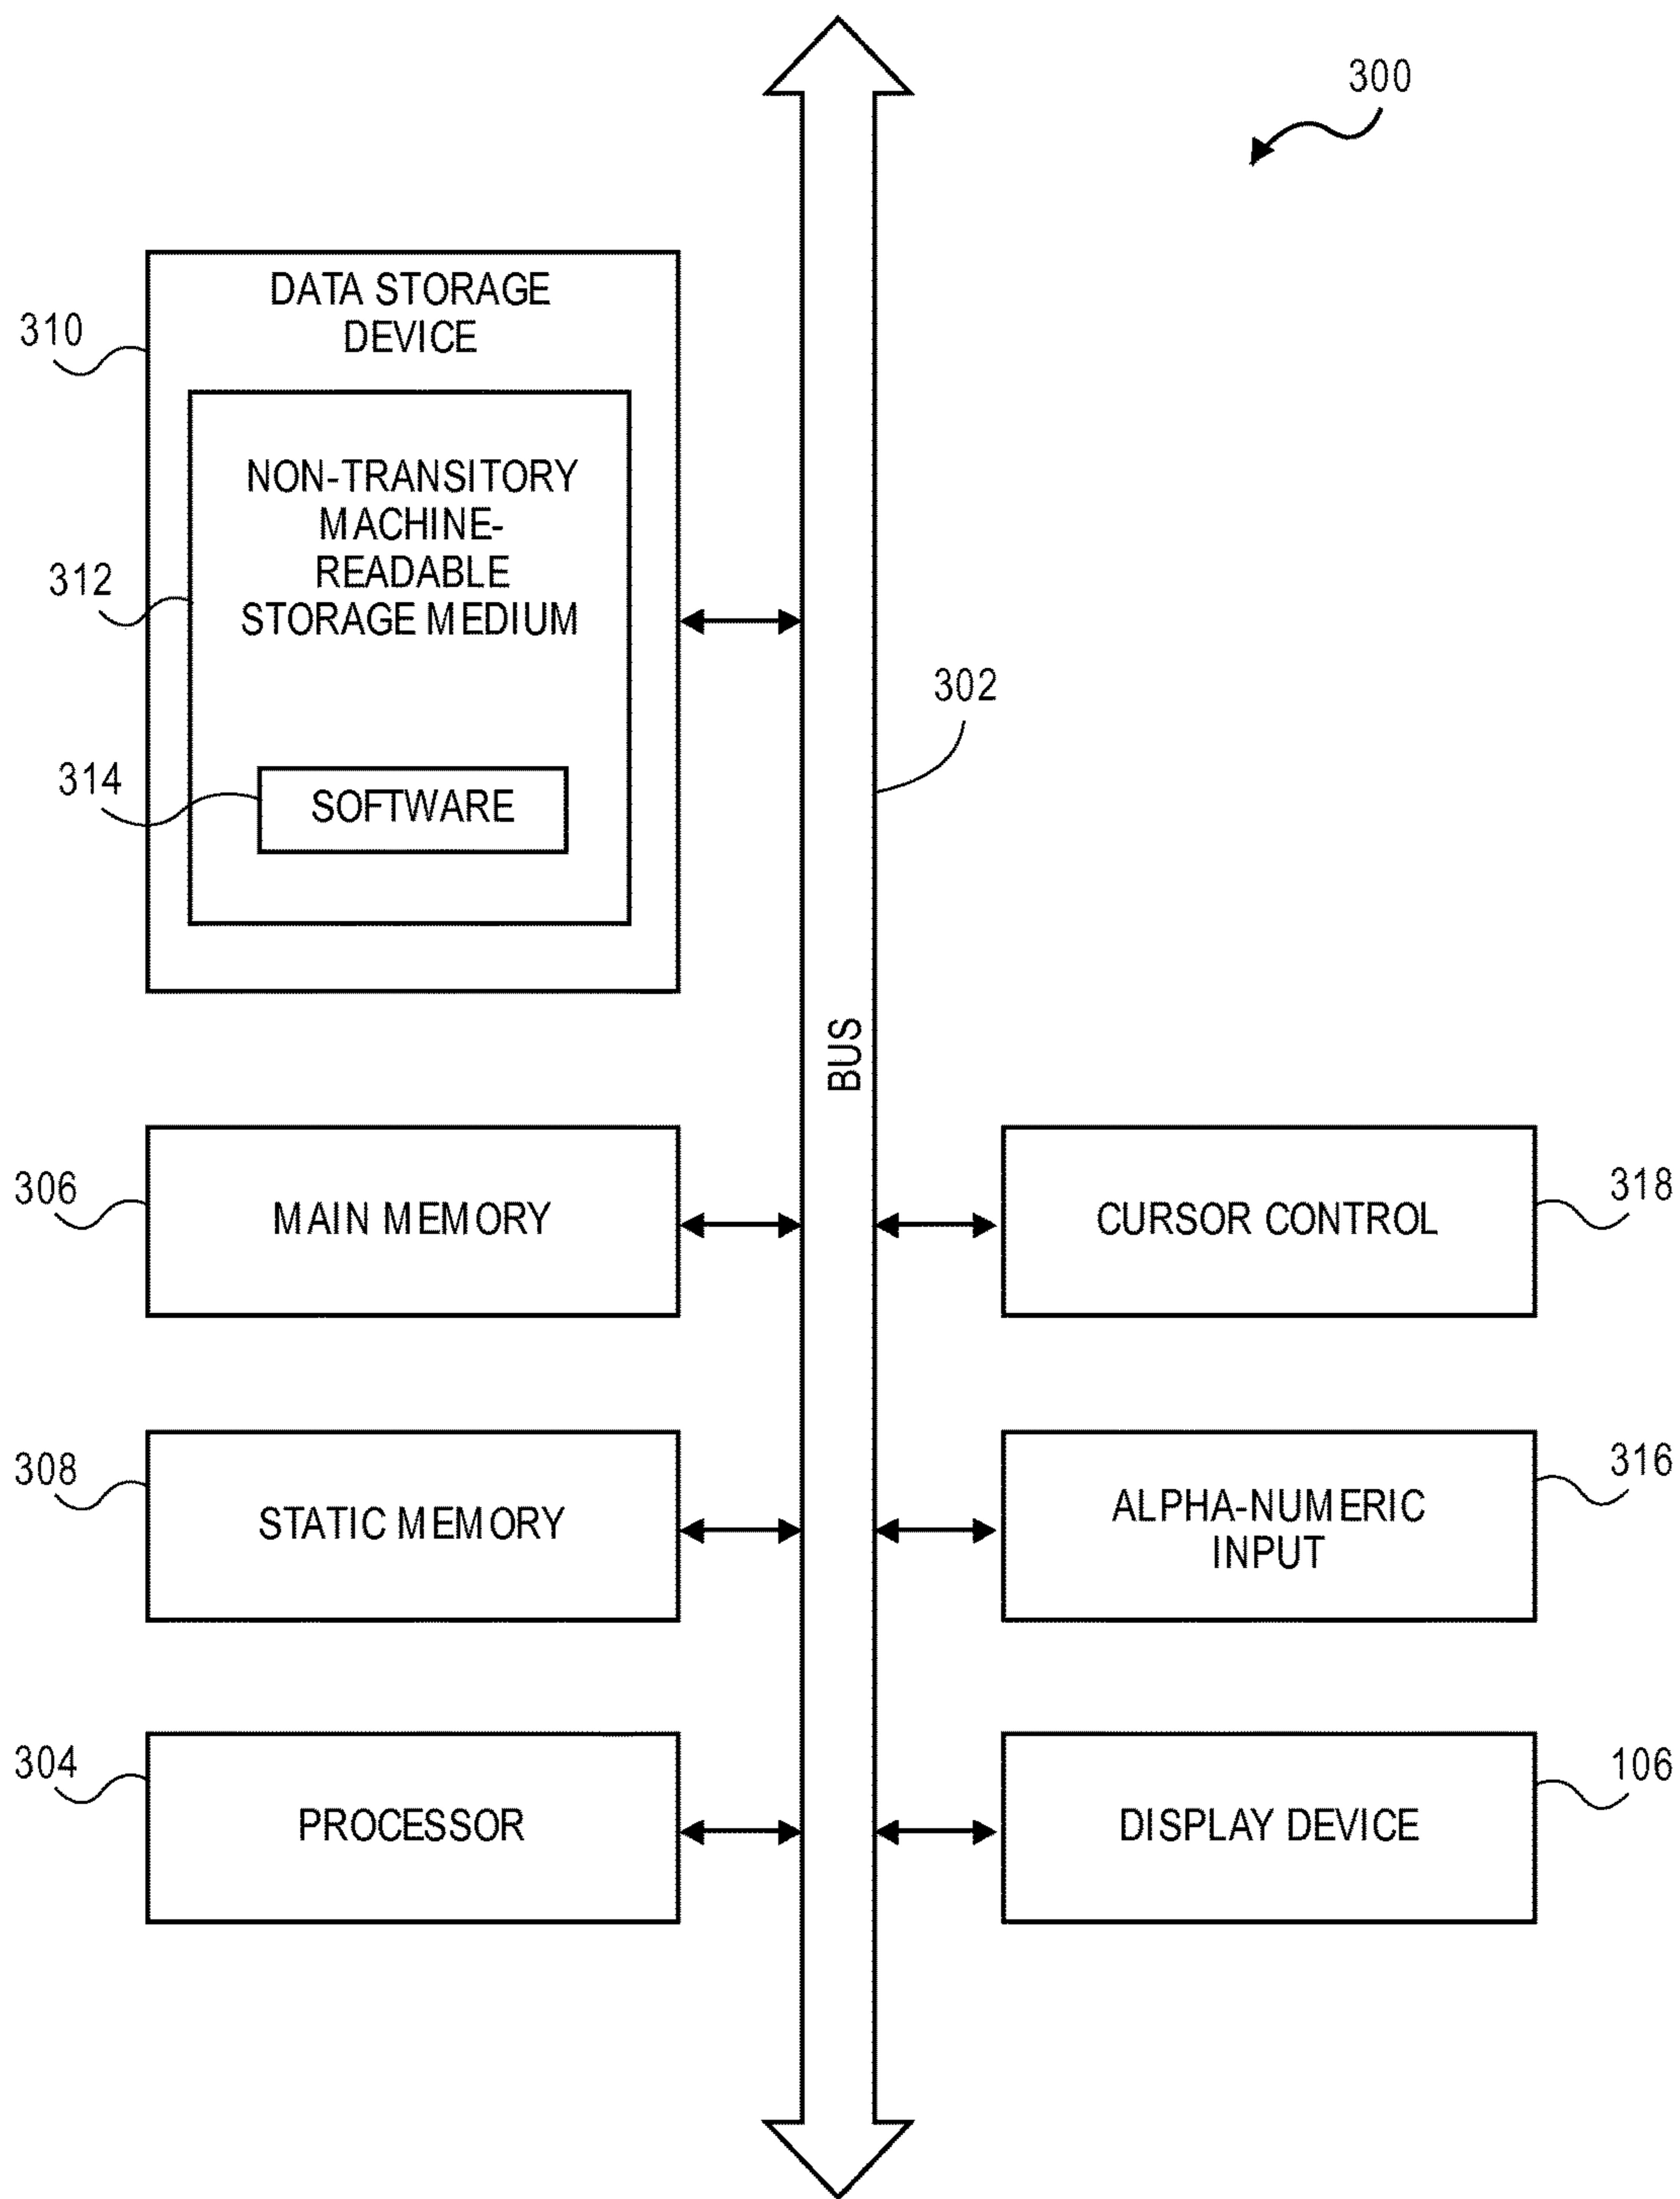 300
DATA STORAGE
DEVICE
310
NON-TRANSITORY
MACHINE-
READABLE
STORAGE MEDIUM
312
302
314
SOFTWARE
BUS
306
MAIN MEMORY
CURSOR CONTROL
318
308
STATIC MEMORY
ALPHA-NUMERIC
INPUT
316
304
PROCESSOR
DISPLAY DEVICE
106